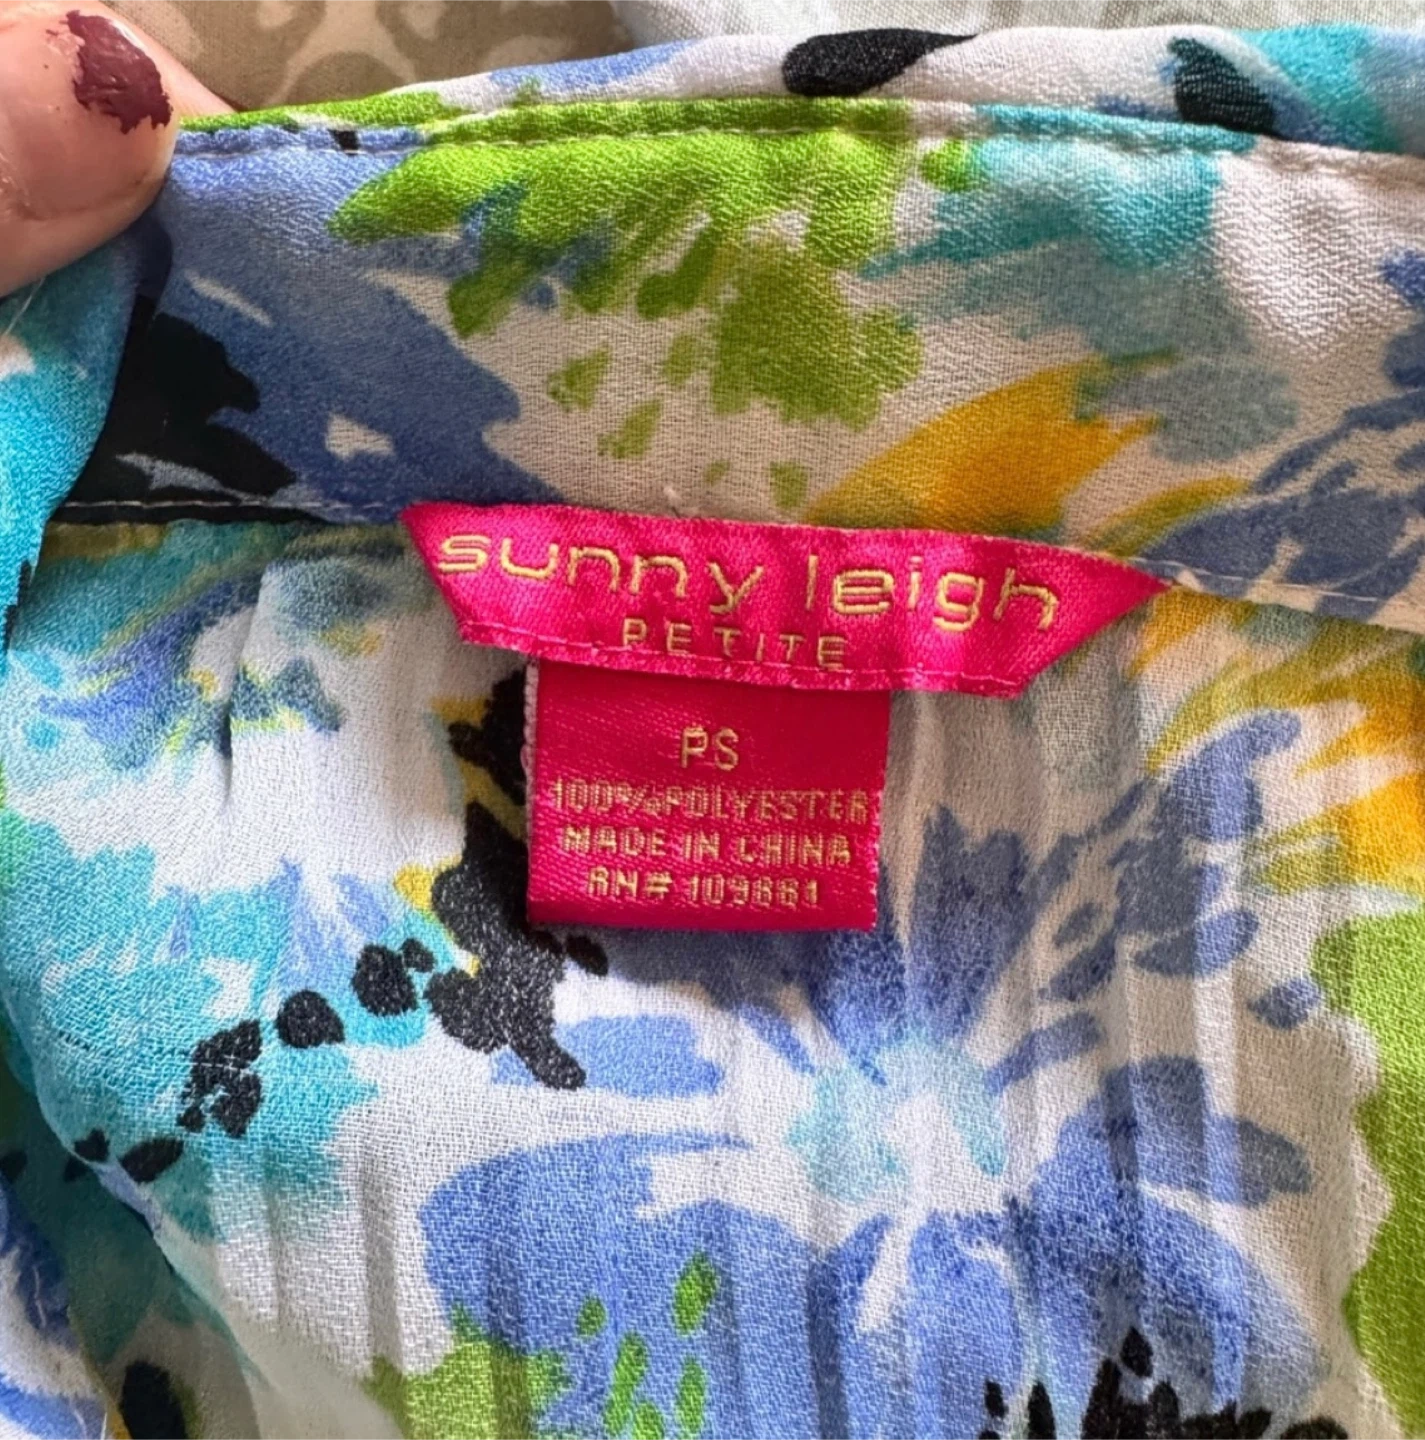 sunny leigh
PETITE
PS
100% POLYESTER
MADE IN CHINA
RN# 109661